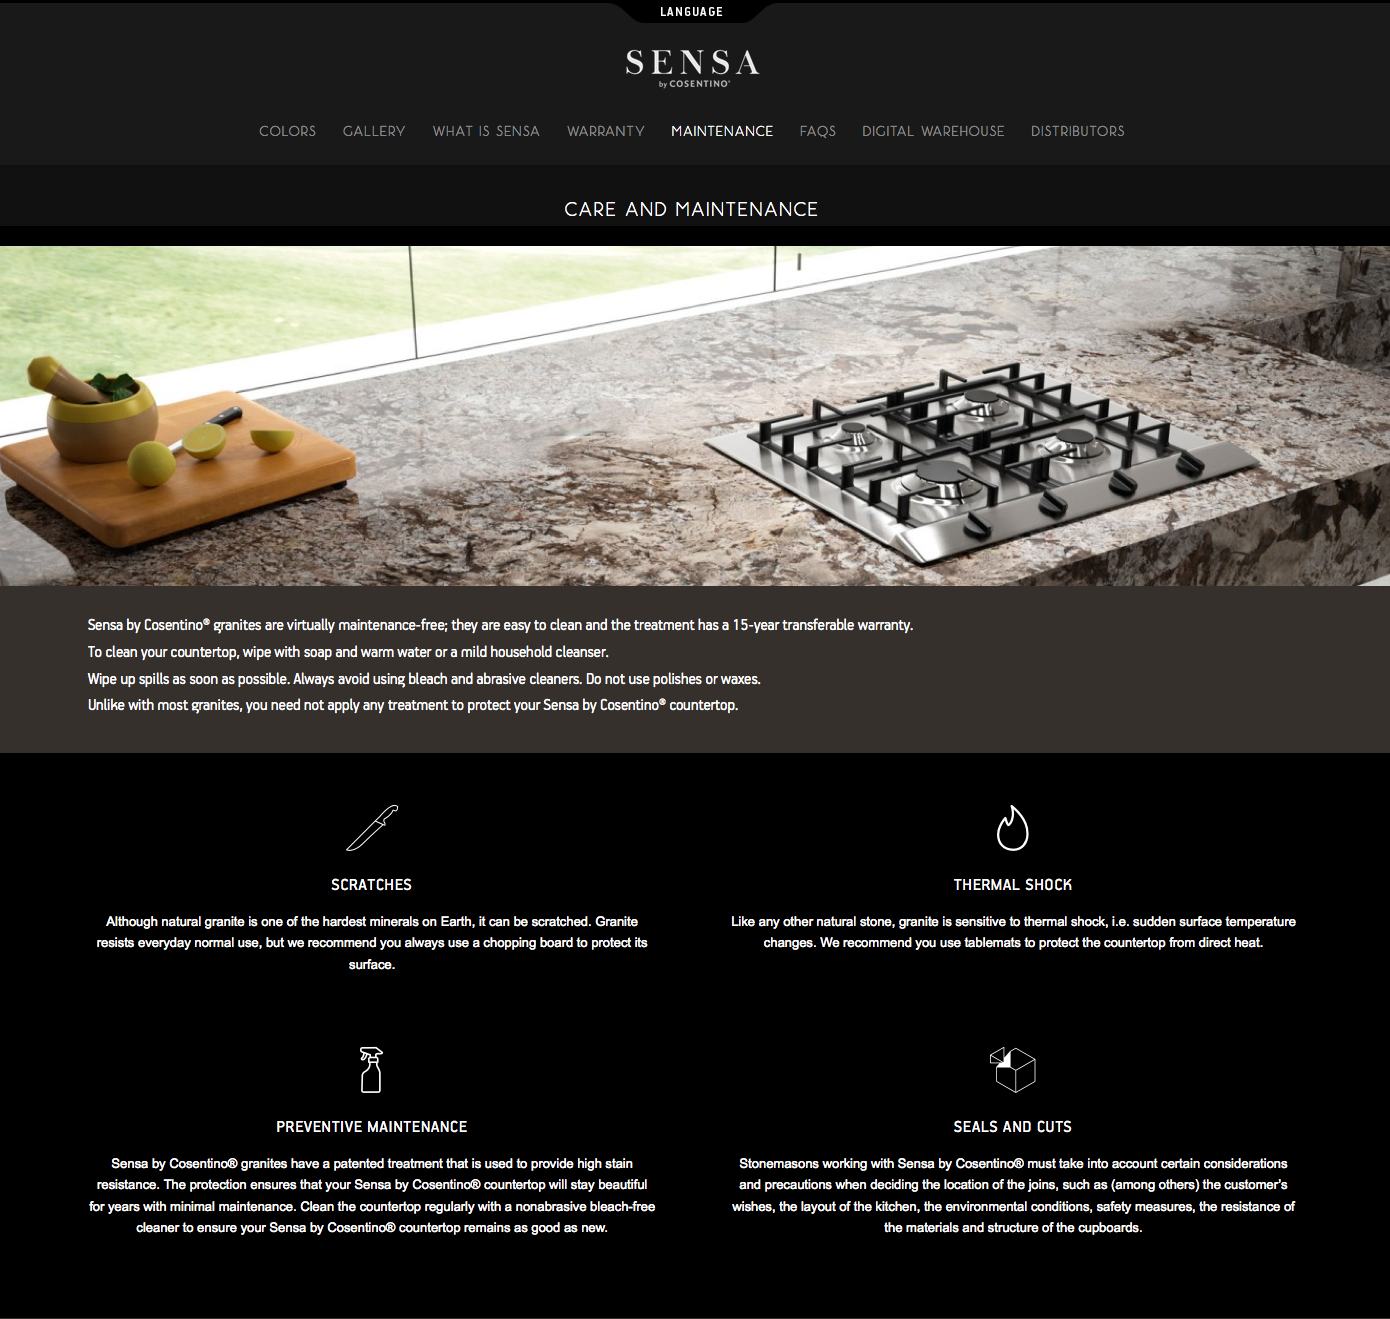 LANGUAGE
SENSA
by COSENTINO®
COLORS GALLERY WHAT IS SENSA WARRANTY MAINTENANCE FAQS DIGITAL WAREHOUSE DISTRIBUTORS
CARE AND MAINTENANCE
Sensa by Cosentino® granites are virtually maintenance-free; they are easy to clean and the treatment has a 15-year transferable warranty.
To clean your countertop, wipe with soap and warm water or a mild household cleanser.
Wipe up spills as soon as possible. Always avoid using bleach and abrasive cleaners. Do not use polishes or waxes.
Unlike with most granites, you need not apply any treatment to protect your Sensa by Cosentino® countertop.
SCRATCHES
Although natural granite is one of the hardest minerals on Earth, it can be scratched. Granite
resists everyday normal use, but we recommend you always use a chopping board to protect its
surface.
THERMAL SHOCK
Like any other natural stone, granite is sensitive to thermal shock, i.e. sudden surface temperature
changes. We recommend you use tablemats to protect the countertop from direct heat.
PREVENTIVE MAINTENANCE
Sensa by Cosentino® granites have a patented treatment that is used to provide high stain
resistance. The protection ensures that your Sensa by Cosentino® countertop will stay beautiful
for years with minimal maintenance. Clean the countertop regularly with a nonabrasive bleach-free
cleaner to ensure your Sensa by Cosentino® countertop remains as good as new.
SEALS AND CUTS
Stonemasons working with Sensa by Cosentino® must take into account certain considerations
and precautions when deciding the location of the joins, such as (among others) the customer's
wishes, the layout of the kitchen, the environmental conditions, safety measures, the resistance of
the materials and structure of the cupboards.